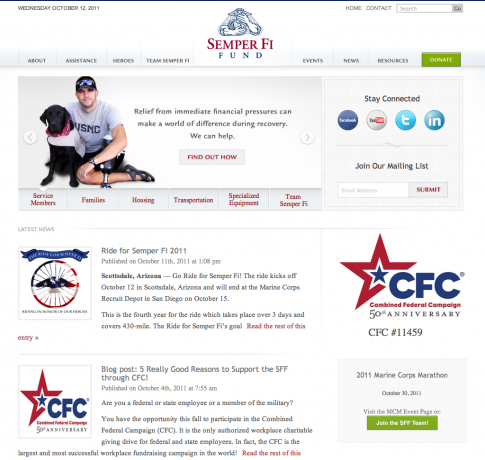 WEDNESDAY OCTOBER 12, 2011
HOME CONTACT Search Go
SEMPER FI
FUND
ABOUT ASSISTANCE HEROES TEAM SEMPER FI EVENTS NEWS RESOURCES DONATE
USMC
Relief from immediate financial pressures can
make a world of difference during recovery.
We can help.
FIND OUT HOW
Service
Members
Families
Housing
Transportation
Specialized
Equipment
Team
Semper Fi
Stay Connected
facebook
You Tube
t
in
Join Our Mailing List
Email Address SUBMIT
LATEST NEWS
Ride for Semper Fi 2011
Published on October 11th, 2011 at 1:08 pm
Scottsdale, Arizona — Go Ride for Semper Fi! The ride kicks off
October 12 in Scottsdale, Arizona and will end at the Marine Corps
Recruit Depot in San Diego on October 15.
This is the fourth year for the ride which takes place over 3 days and
covers 430-mile. The Ride for Semper Fi's goal Read the rest of this
entry »
RIDING IN HONOR OF OUR HEROES
CFC
Combined Federal Campaign
50th ANNIVERSARY
CFC #11459
CFC
Combined Federal Campaign
50th ANNIVERSARY
Blog post: 5 Really Good Reasons to Support the SFF
through CFC!
Published on October 4th, 2011 at 7:55 am
Are you a federal or state employee or a member of the military?
You have the opportunity this fall to participate in the Combined
Federal Campaign (CFC). It is the only authorized workplace charitable
giving drive for federal and state employees. In fact, the CFC is the
largest and most successful workplace fundraising campaign in the world! Read the rest of this
2011 Marine Corps Marathon
October 30, 2011
Visit the MCM Event Page or:
Join the SFF Team!